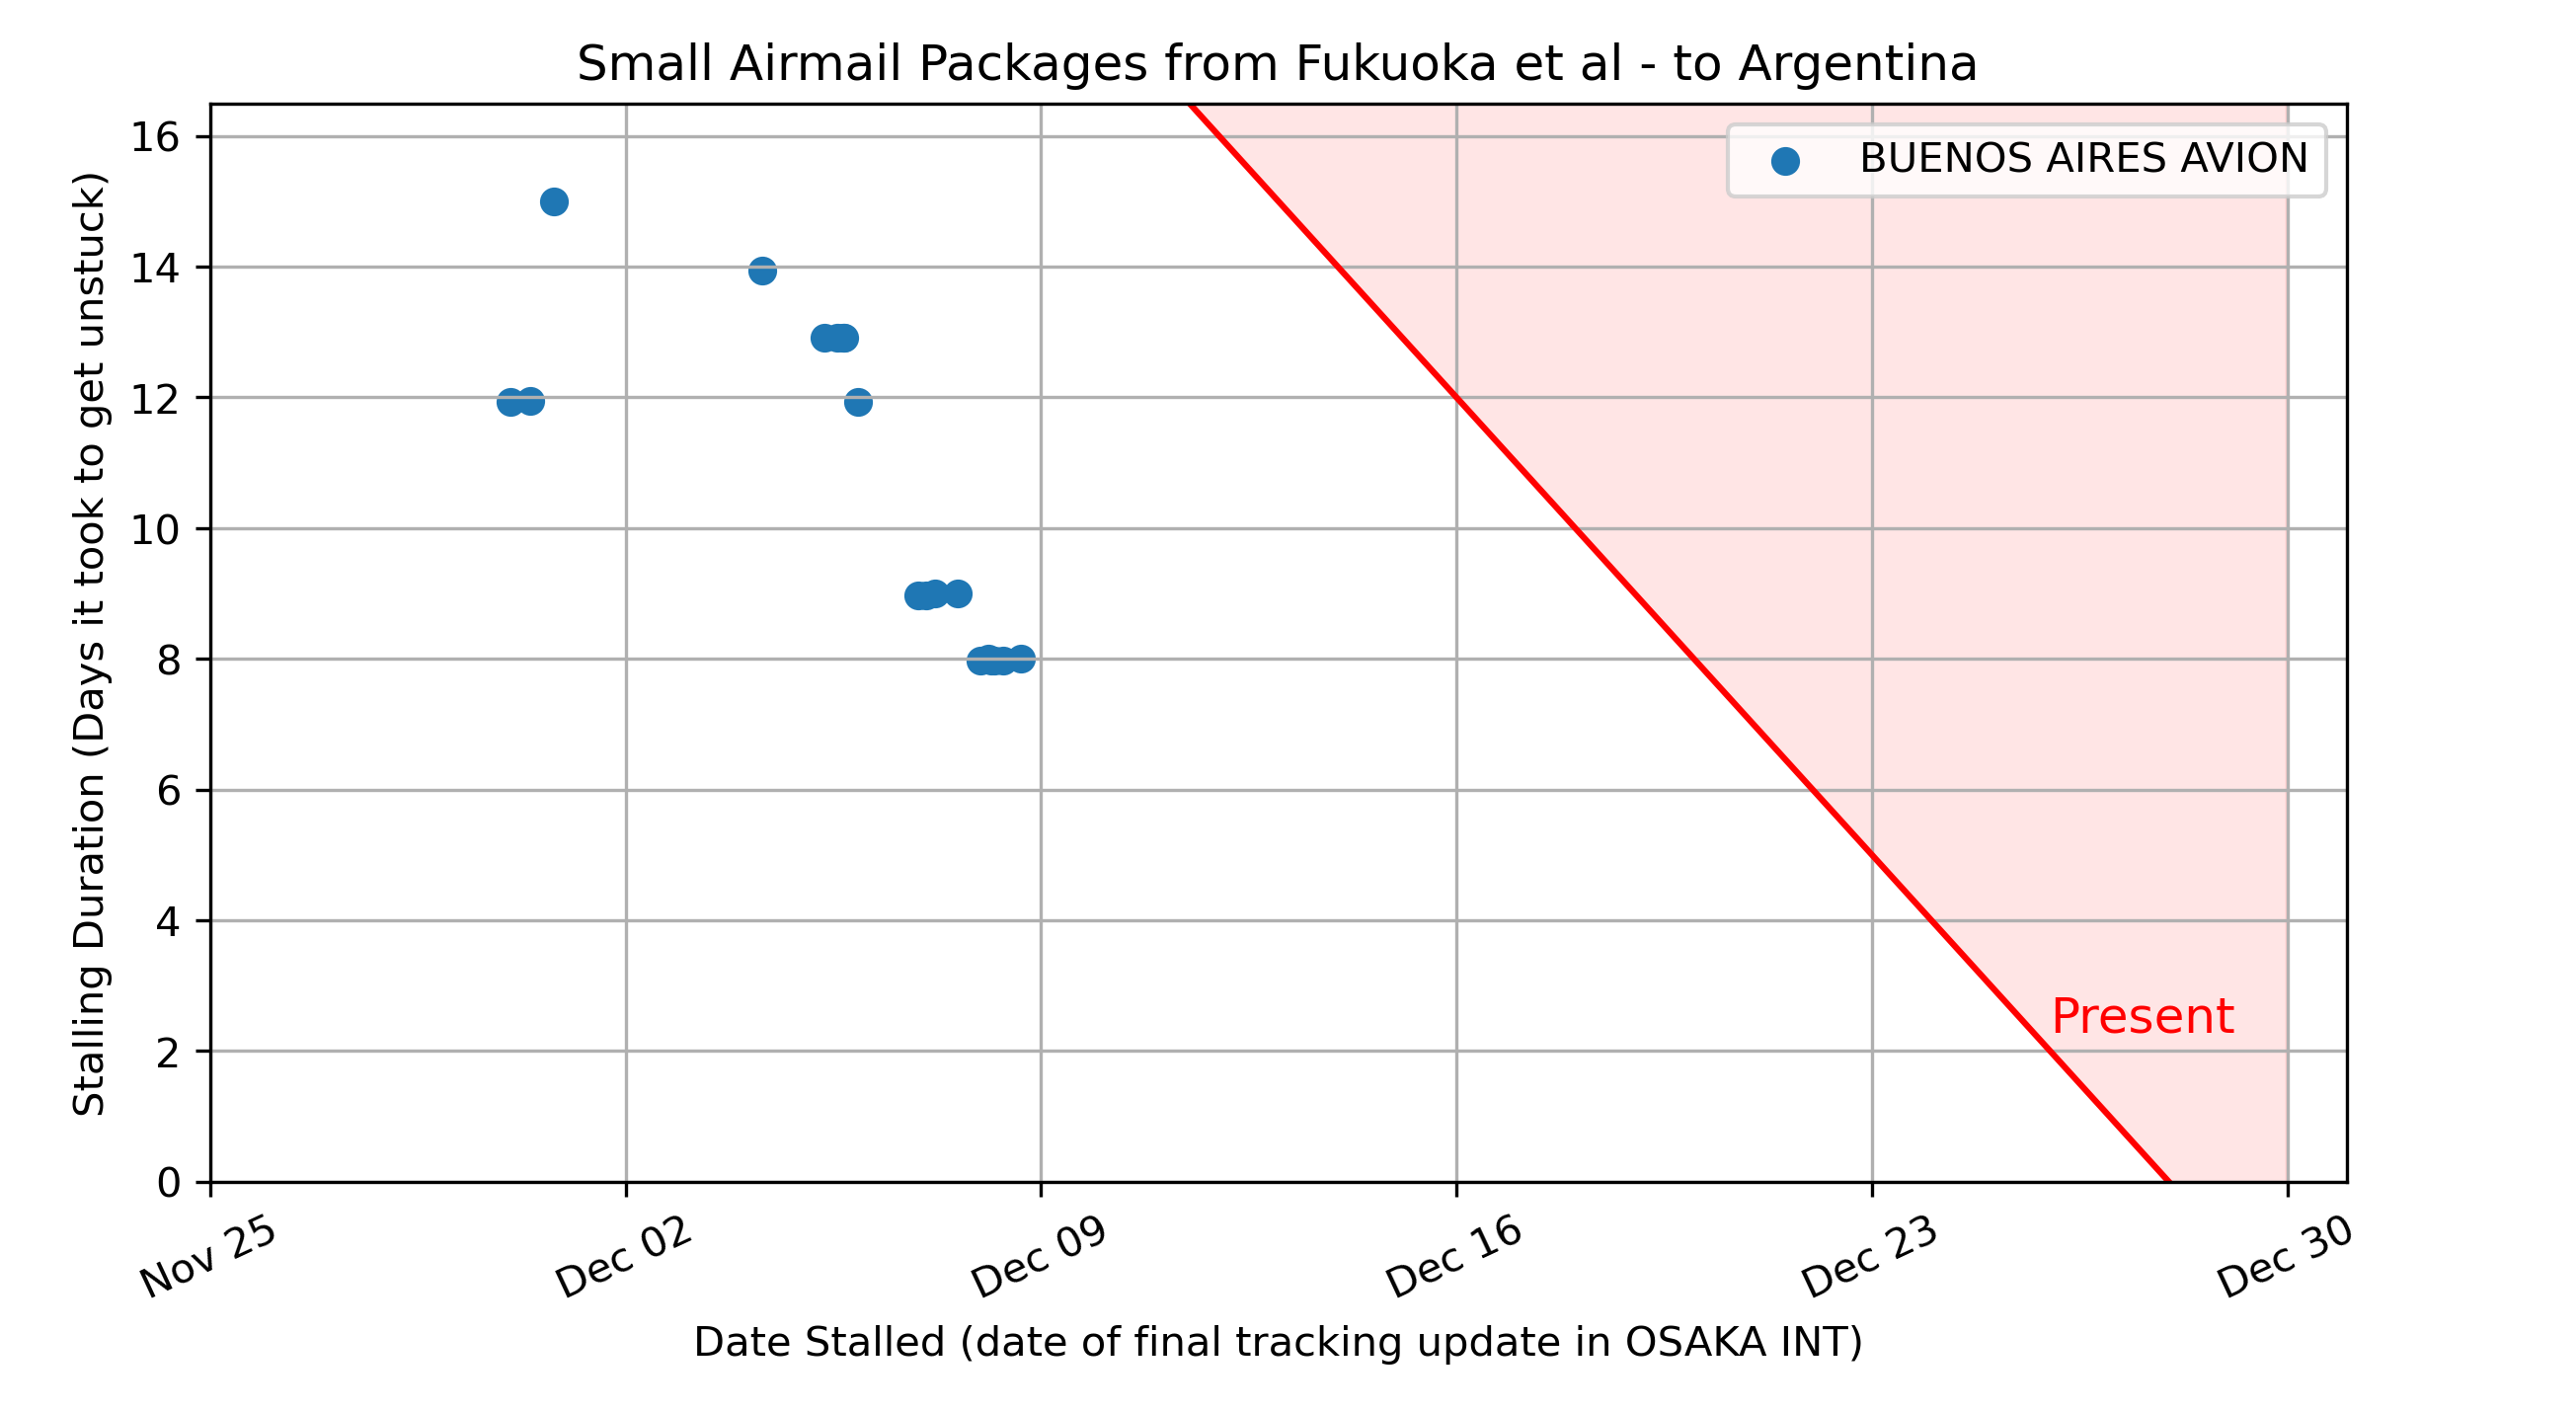 Small Airmail Packages from Fukuoka et al - to Argentina
BUENOS AIRES AVION
Stalling Duration (Days it took to get unstuck)
16
14
12
10
8
6
4
2
0
Present
Nov 25
Dec 02
Dec 09
Dec 16
Dec 23
Dec 30
Date Stalled (date of final tracking update in OSAKA INT)